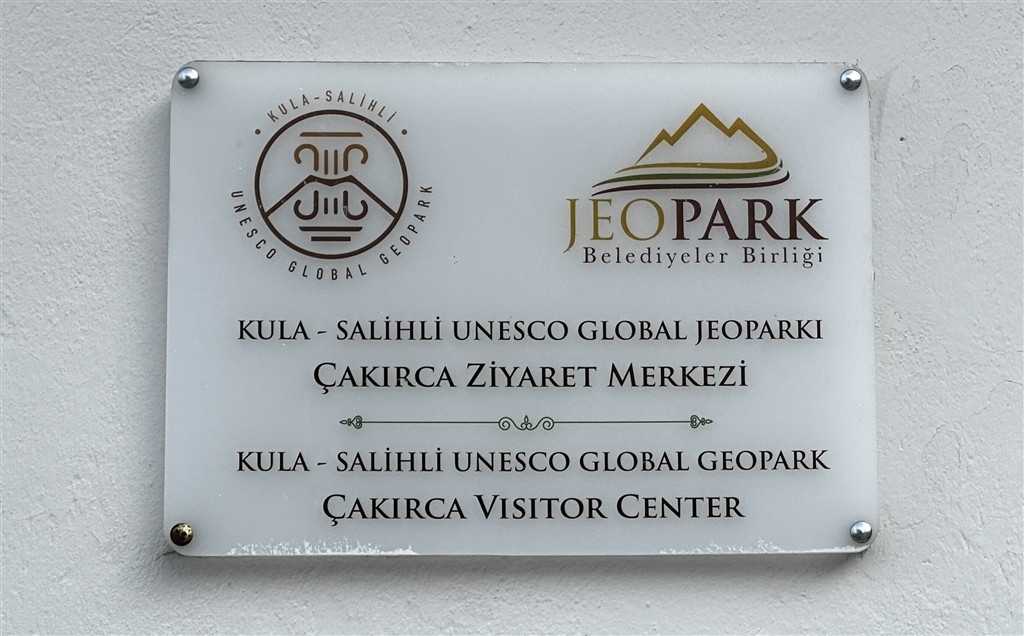 KULA - SALİHLİ
UNESCO GLOBAL GEOPARK
JEOPARK
Belediyeler Birliği
KULA - SALİHLİ UNESCO GLOBAL JEOPARKI
ÇAKIRCA ZİYARET MERKEZİ
KULA - SALİHLİ UNESCO GLOBAL GEOPARK
ÇAKIRCA VISITOR CENTER